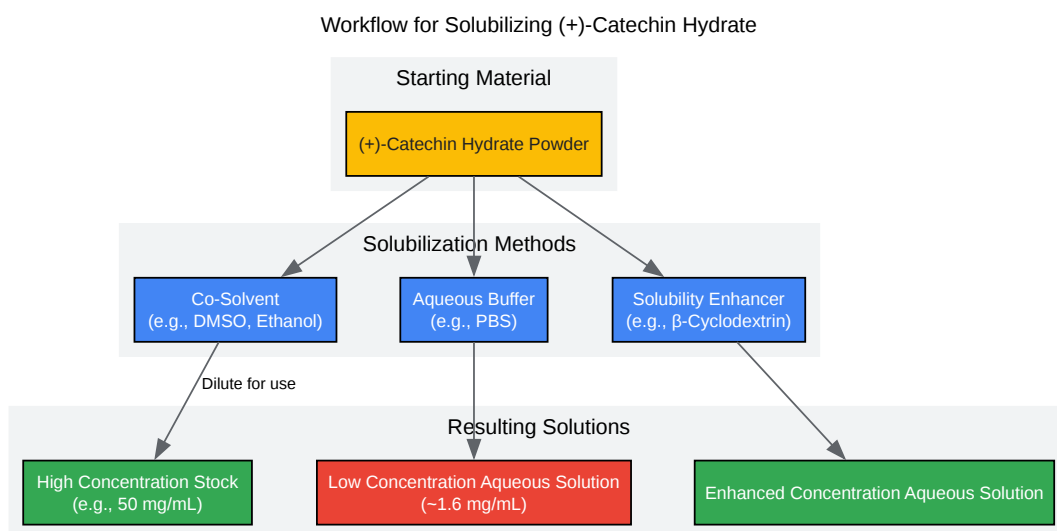 Workflow for Solubilizing (+)-Catechin Hydrate
Starting Material
(+)-Catechin Hydrate Powder
Solubilization Methods
Co-Solvent
(e.g., DMSO, Ethanol)
Aqueous Buffer
(e.g., PBS)
Solubility Enhancer
(e.g., β-Cyclodextrin)
Dilute for use
Resulting Solutions
High Concentration Stock
(e.g., 50 mg/mL)
Low Concentration Aqueous Solution
(~1.6 mg/mL)
Enhanced Concentration Aqueous Solution